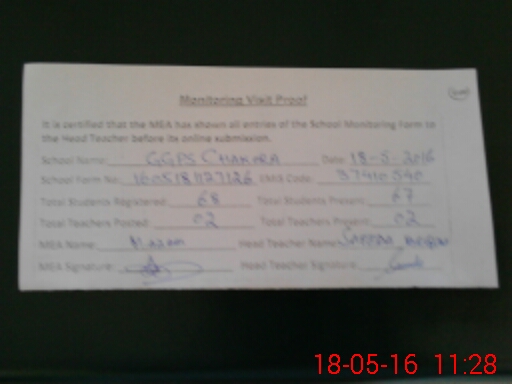 Monitoring Visit Proof
It is certified that the MEA has shown all entries of the School Monitoring Form to
the Head Teacher before its online submission.
School Name: GGPS CHAKORA Date: 18-5-2016
School Form No.: 1605181127126 EMIS Code: 37410540
Total Students Registered: 68 Total Students Present: 67
Total Teachers Posted: 02 Total Teachers Present: 02
MEA Name: Head Teacher Name:
MEA Signature: Head Teacher Signature:
18-05-16 11:28